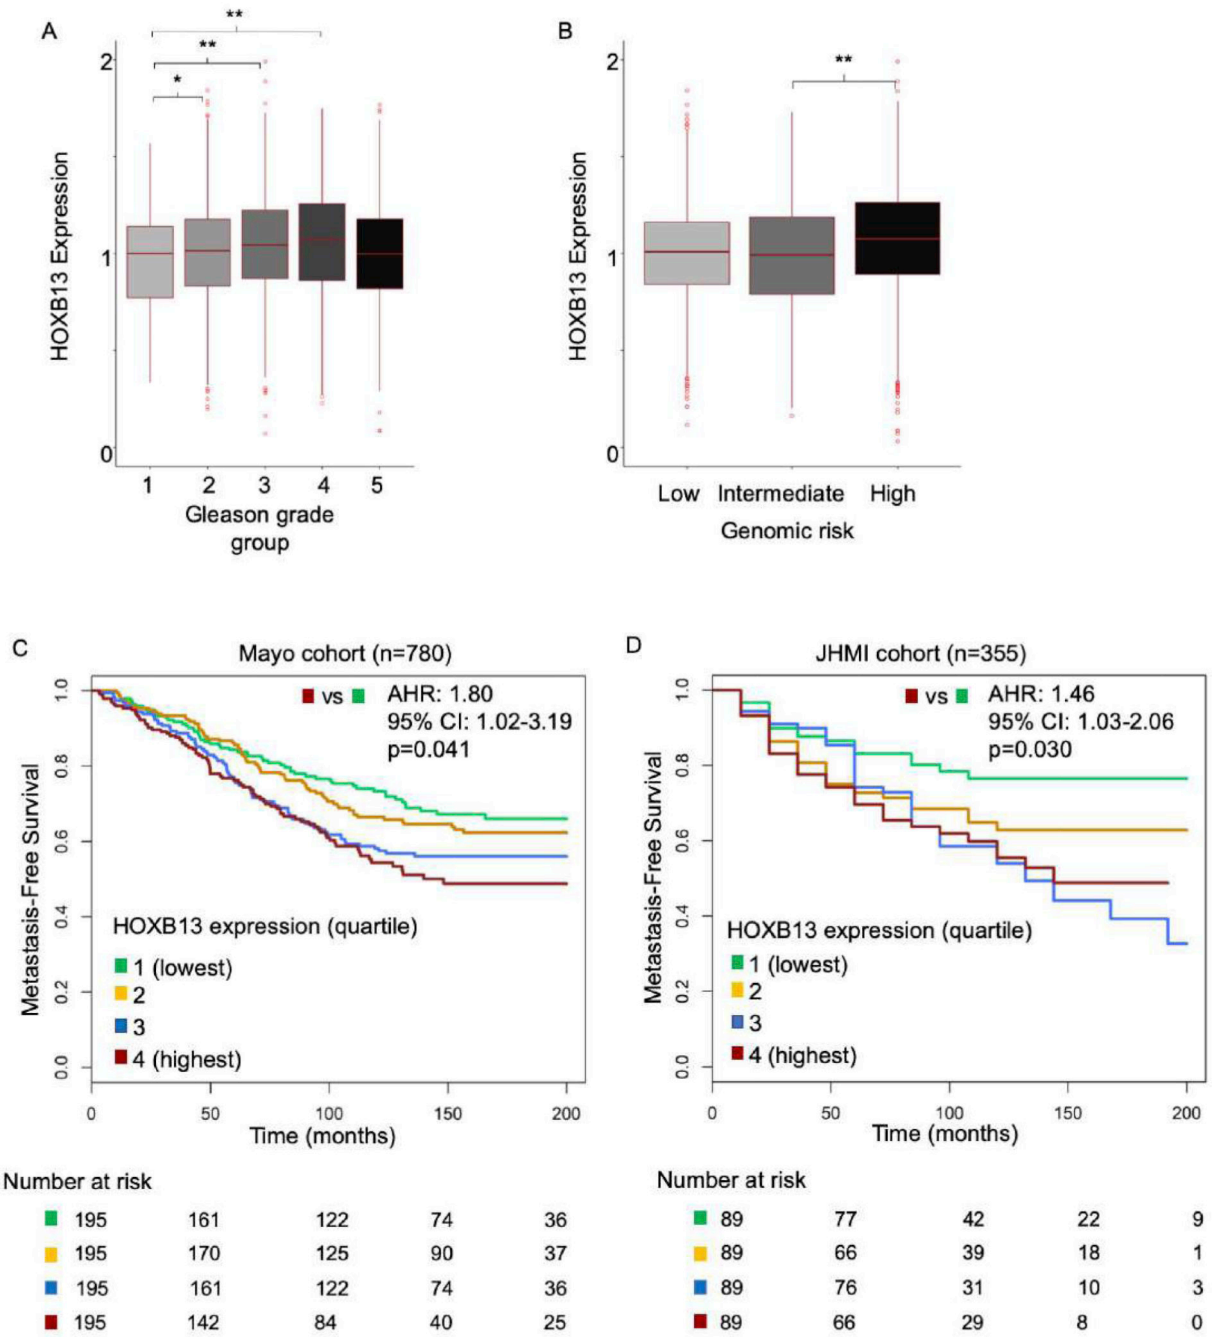 A
**
**
*
2
1
0
HOXB13 Expression
1 2 3 4 5
Gleason grade
group
B
**
2
1
0
HOXB13 Expression
Low Intermediate High
Genomic risk
C
Mayo cohort (n=780)
vs AHR: 1.80
95% CI: 1.02-3.19
p=0.041
Metastasis-Free Survival
1.0
0.8
0.6
0.4
0.2
0.0
HOXB13 expression (quartile)
1 (lowest)
2
3
4 (highest)
0 50 100 150 200
Time (months)
Number at risk
195 161 122 74 36
195 170 125 90 37
195 161 122 74 36
195 142 84 40 25
D
JHMI cohort (n=355)
vs AHR: 1.46
95% CI: 1.03-2.06
p=0.030
Metastasis-Free Survival
1.0
0.8
0.6
0.4
0.2
0.0
HOXB13 expression (quartile)
1 (lowest)
2
3
4 (highest)
0 50 100 150 200
Time (months)
Number at risk
89 77 42 22 9
89 66 39 18 1
89 76 31 10 3
89 66 29 8 0